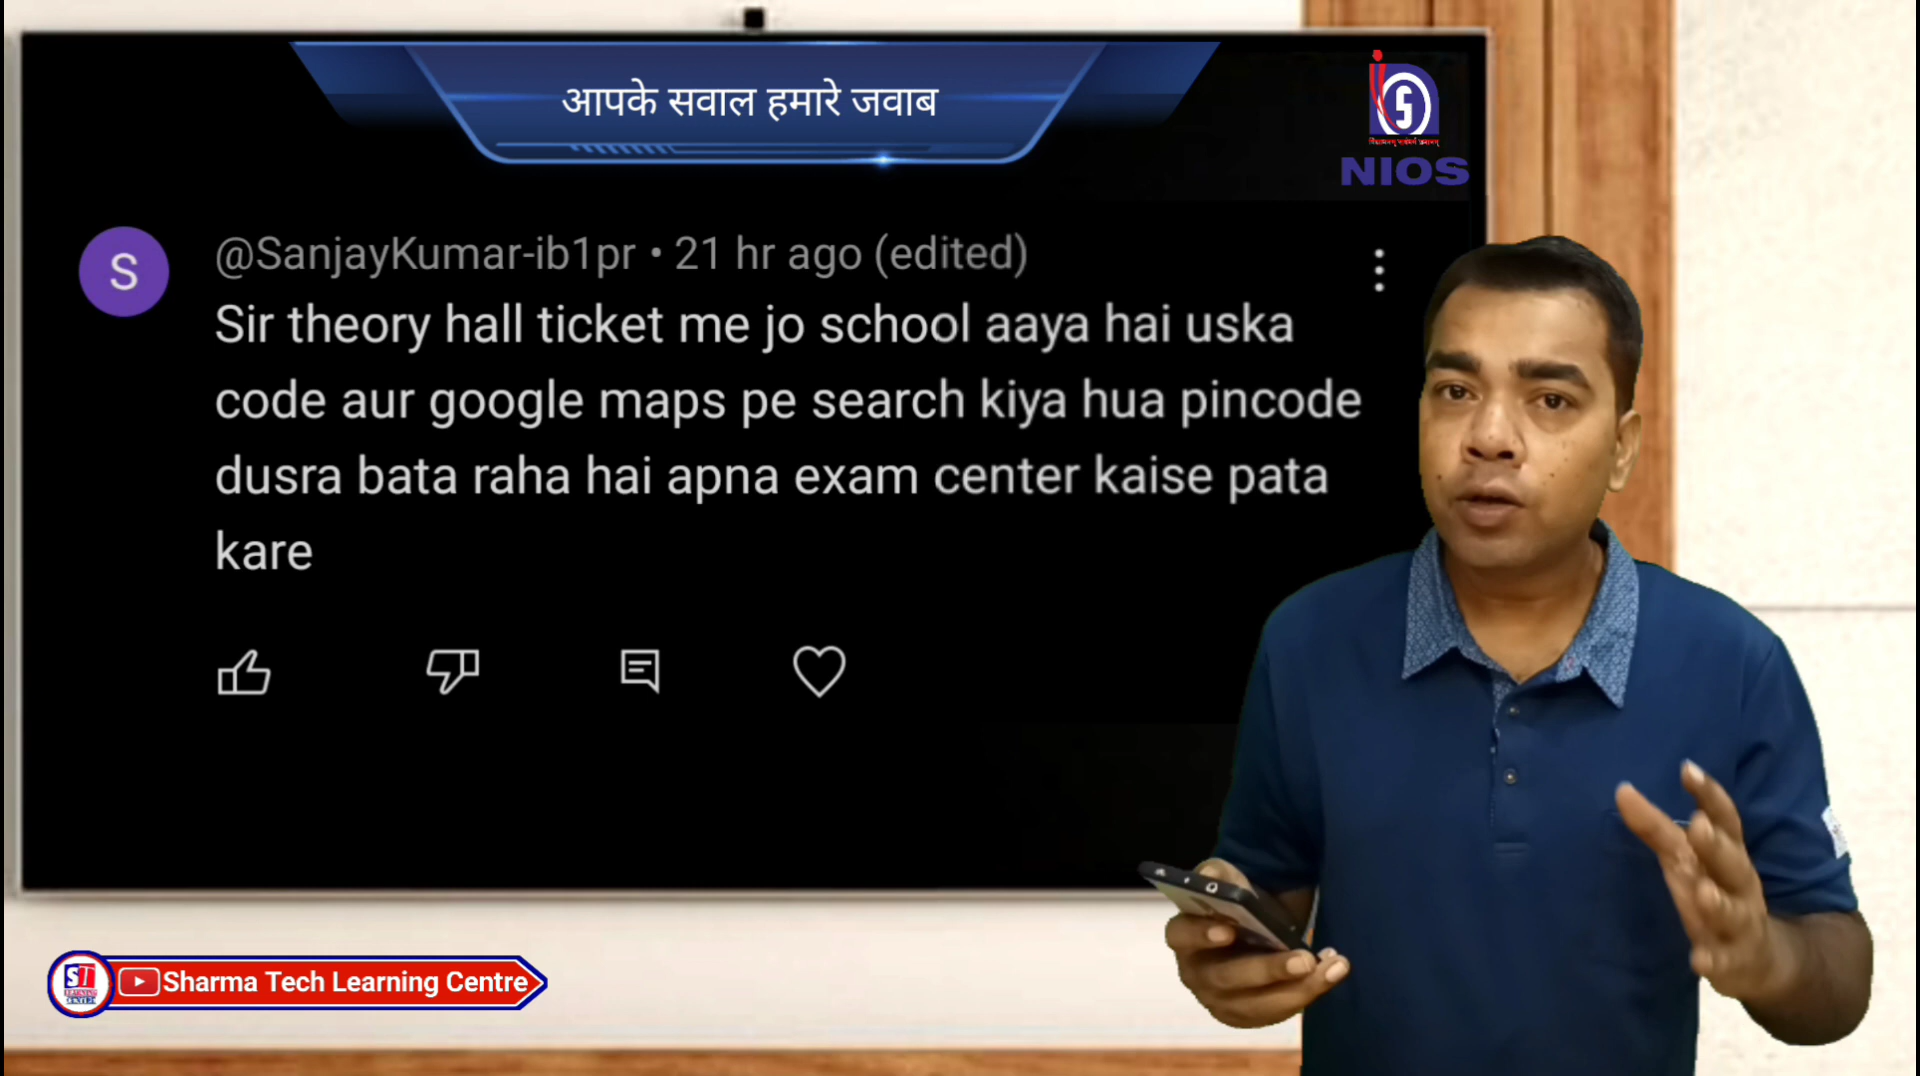 आपके सवाल हमारे जवाब
NIOS
S
@SanjayKumar-ib1pr • 21 hr ago (edited)
Sir theory hall ticket me jo school aaya hai uska
code aur google maps pe search kiya hua pincode
dusra bata raha hai apna exam center kaise pata
kare
Sharma Tech Learning Centre